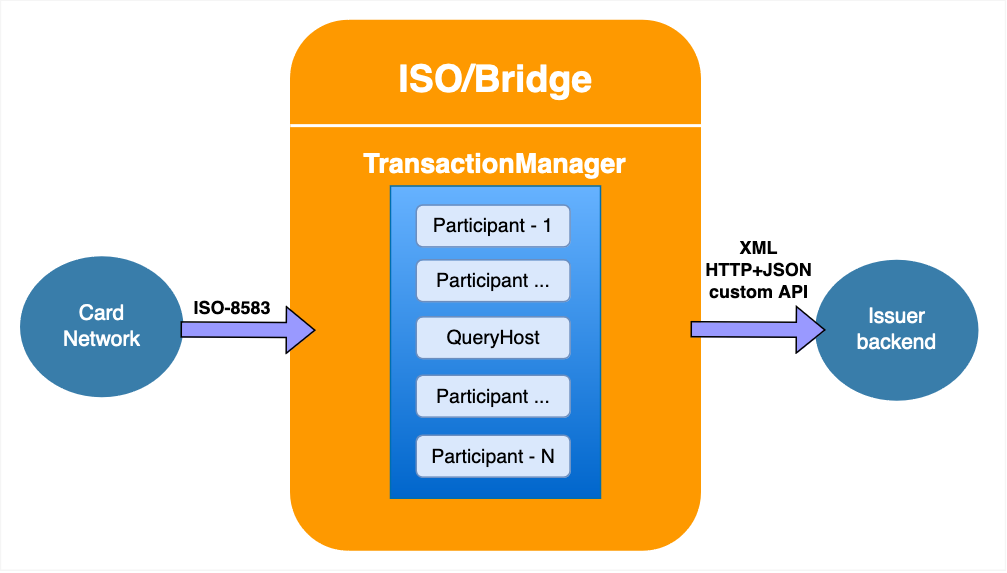 ISO/Bridge
TransactionManager
Participant - 1
Participant ...
QueryHost
Participant ...
Participant - N
Card
Network
ISO-8583
XML
HTTP+JSON
custom API
Issuer
backend